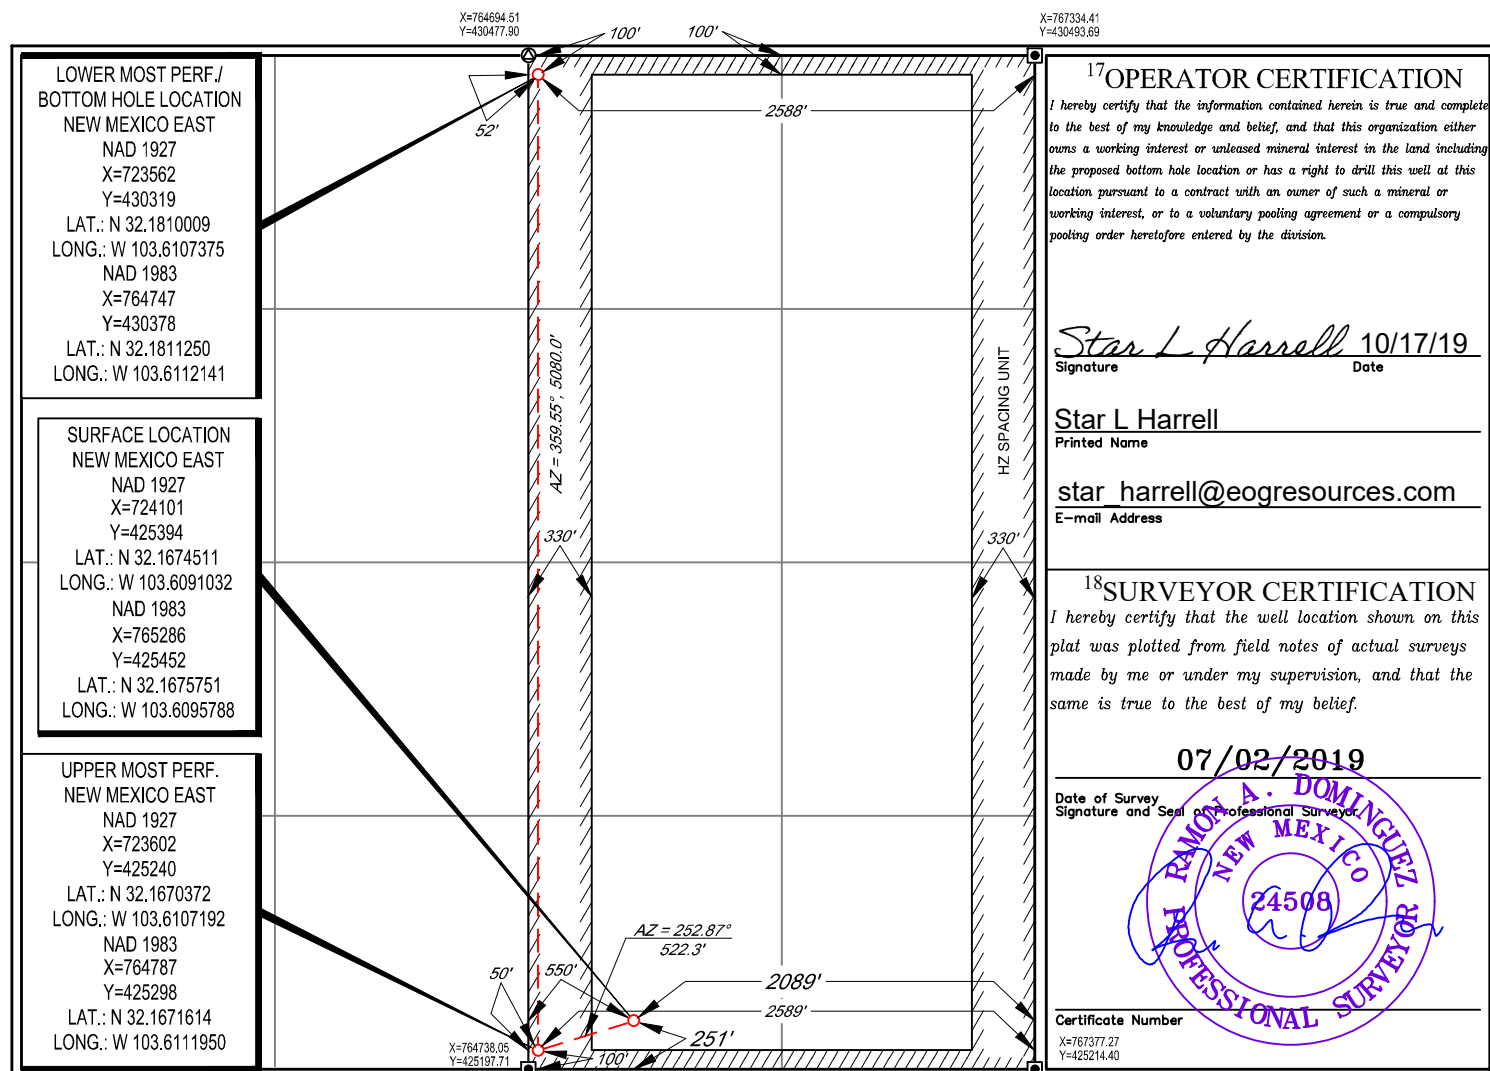 X=764694.51
Y=430477.90
X=767334.41
Y=430493.69
100'
100'
2588'
52'
LOWER MOST PERF./
BOTTOM HOLE LOCATION
NEW MEXICO EAST
NAD 1927
X=723562
Y=430319
LAT.: N 32.1810009
LONG.: W 103.6107375
NAD 1983
X=764747
Y=430378
LAT.: N 32.1811250
LONG.: W 103.6112141
SURFACE LOCATION
NEW MEXICO EAST
NAD 1927
X=724101
Y=425394
LAT.: N 32.1674511
LONG.: W 103.6091032
NAD 1983
X=765286
Y=425452
LAT.: N 32.1675751
LONG.: W 103.6095788
UPPER MOST PERF.
NEW MEXICO EAST
NAD 1927
X=723602
Y=425240
LAT.: N 32.1670372
LONG.: W 103.6107192
NAD 1983
X=764787
Y=425298
LAT.: N 32.1671614
LONG.: W 103.6111950
AZ = 359.55°, 5080.0'
HZ SPACING UNIT
330'
330'
AZ = 252.87°
522.3'
50'
550'
2089'
2589'
251'
100'
X=764738.05
Y=425197.71
17OPERATOR CERTIFICATION
I hereby certify that the information contained herein is true and complete
to the best of my knowledge and belief, and that this organization either
owns a working interest or unleased mineral interest in the land including
the proposed bottom hole location or has a right to drill this well at this
location pursuant to a contract with an owner of such a mineral or
working interest, or to a voluntary pooling agreement or a compulsory
pooling order heretofore entered by the division.
Star L Harrell 10/17/19
Signature Date
Star L Harrell
Printed Name
star_harrell@eogresources.com
E-mail Address
18SURVEYOR CERTIFICATION
I hereby certify that the well location shown on this
plat was plotted from field notes of actual surveys
made by me or under my supervision, and that the
same is true to the best of my belief.
07/02/2019
Date of Survey
Signature and Seal of Professional Surveyor:
RAMON A. DOMINGUEZ
NEW MEXICO
24508
PROFESSIONAL SURVEYOR
Certificate Number
X=767377.27
Y=425214.40